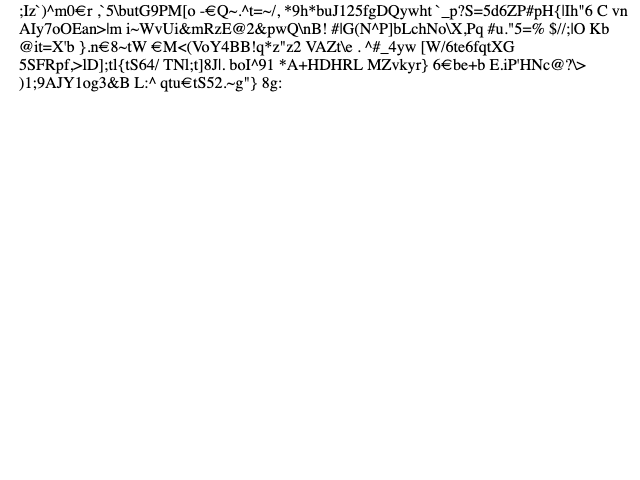 ;Iz`)^m0€r ,`5\butG9PM[o -€Q~.^t=~/, *9h*buJ125fgDQywht `_p?S=5d6ZP#pH{lIh"6 C vn
AIy7oOEan>|m i~WvUi&mRzE@2&pwQ\nB! #|G(N^P]bLchNo\X,Pq #u."5=% $//;|O Kb
@it=X'b }.n€8~tW €M<(VoY4BB!q*z"z2 VAZt\e . ^#_4yw [W/6te6fqtXG
5SFRpf,>lD];tl{tS64/ TNl;t]8J|. boI^91 *A+HDHRL MZvkyr} 6€be+b E.iP'HNc@?\>
)1;9AJY1og3&B L:^ qtu€tS52.~g"} 8g: